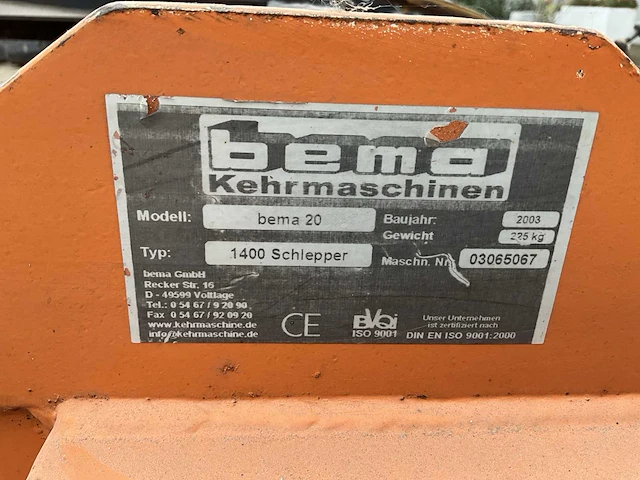 bema
Kehrmaschinen
Modell: bema 20 Baujahr: 2003
Gewicht 225 kg
Typ: 1400 Schlepper Maschn. Nr. 03065067
bema GmbH
Recker Str. 16
D - 49599 Voltlage
Tel.: 0 54 67 / 9 20 90
Fax 0 54 67 / 92 09 20
www.kehrmaschine.de
info@kehrmaschine.de
CE
BVQi
ISO 9001
Unser Unternehmen
ist zertifiziert nach
DIN EN ISO 9001:2000